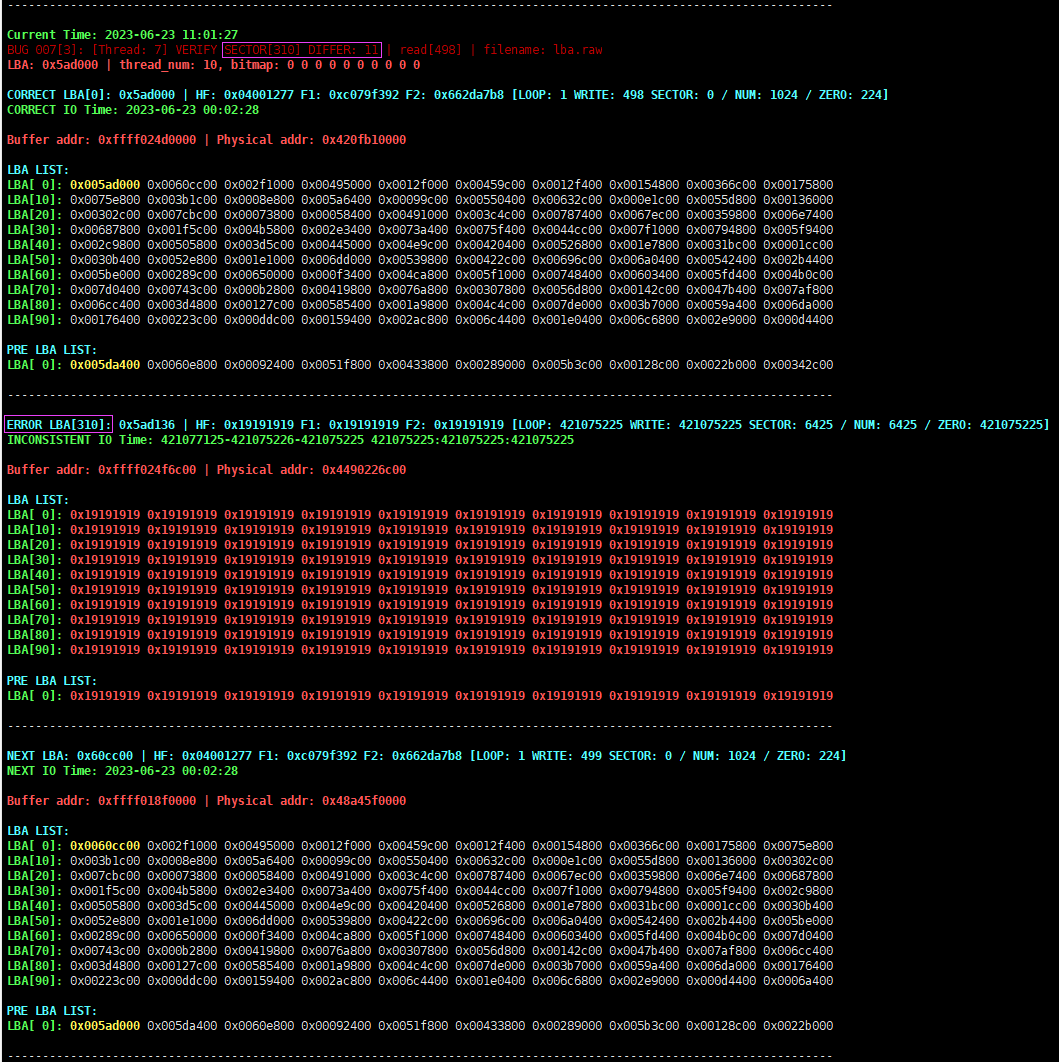 Current Time: 2023-06-23 11:01:27
BUG 007[3]: [Thread: 7] VERIFY SECTOR[310] DIFFER: 11 | read[498] | filename: lba.raw
LBA: 0x5ad000 | thread_num: 10, bitmap: 0 0 0 0 0 0 0 0 0 0
CORRECT LBA[0]: 0x5ad000 | HF: 0x04001277 F1: 0xc079f392 F2: 0x662da7b8 [LOOP: 1 WRITE: 498 SECTOR: 0 / NUM: 1024 / ZERO: 224]
CORRECT IO Time: 2023-06-23 00:02:28
Buffer addr: 0xffff024d0000 | Physical addr: 0x420fb10000
LBA LIST:
LBA[ 0]: 0x005ad000 0x0060cc00 0x002f1000 0x00495000 0x0012f000 0x00459c00 0x0012f400 0x00154800 0x00366c00 0x00175800
LBA[10]: 0x0075e800 0x003b1c00 0x0008e800 0x005a6400 0x00099c00 0x00550400 0x00632c00 0x000e1c00 0x0055d800 0x00136000
LBA[20]: 0x00302c00 0x007cbc00 0x00073800 0x00058400 0x00491000 0x003c4c00 0x00787400 0x0067ec00 0x00359800 0x006e7400
LBA[30]: 0x00687800 0x001f5c00 0x004b5800 0x002e3400 0x0073a400 0x0075f400 0x0044cc00 0x007f1000 0x00794800 0x005f9400
LBA[40]: 0x002c9800 0x00505800 0x003d5c00 0x00445000 0x004e9c00 0x00420400 0x00526800 0x001e7800 0x0031bc00 0x0001cc00
LBA[50]: 0x0030b400 0x0052e800 0x001e1000 0x006dd000 0x00539800 0x00422c00 0x00696c00 0x006a0400 0x00542400 0x002b4400
LBA[60]: 0x005be000 0x00289c00 0x00650000 0x000f3400 0x004ca800 0x005f1000 0x00748400 0x00603400 0x005fd400 0x004b0c00
LBA[70]: 0x007d0400 0x00743c00 0x000b2800 0x00419800 0x0076a800 0x00307800 0x0056d800 0x00142c00 0x0047b400 0x007af800
LBA[80]: 0x006cc400 0x003d4800 0x00127c00 0x00585400 0x001a9800 0x004c4c00 0x007de000 0x003b7000 0x0059a400 0x006da000
LBA[90]: 0x00176400 0x00223c00 0x000ddc00 0x00159400 0x002ac800 0x006c4400 0x001e0400 0x006c6800 0x002e9000 0x000d4400
PRE LBA LIST:
LBA[ 0]: 0x005da400 0x0060e800 0x00092400 0x0051f800 0x00433800 0x00289000 0x005b3c00 0x00128c00 0x0022b000 0x00342c00
ERROR LBA[310]: 0x5ad136 | HF: 0x19191919 F1: 0x19191919 F2: 0x19191919 [LOOP: 421075225 WRITE: 421075225 SECTOR: 6425 / NUM: 6425 / ZERO: 421075225]
INCONSISTENT IO Time: 421077125-421075226-421075225 421075225:421075225:421075225
Buffer addr: 0xffff024f6c00 | Physical addr: 0x4490226c00
LBA LIST:
LBA[ 0]: 0x19191919 0x19191919 0x19191919 0x19191919 0x19191919 0x19191919 0x19191919 0x19191919 0x19191919 0x19191919
LBA[10]: 0x19191919 0x19191919 0x19191919 0x19191919 0x19191919 0x19191919 0x19191919 0x19191919 0x19191919 0x19191919
LBA[20]: 0x19191919 0x19191919 0x19191919 0x19191919 0x19191919 0x19191919 0x19191919 0x19191919 0x19191919 0x19191919
LBA[30]: 0x19191919 0x19191919 0x19191919 0x19191919 0x19191919 0x19191919 0x19191919 0x19191919 0x19191919 0x19191919
LBA[40]: 0x19191919 0x19191919 0x19191919 0x19191919 0x19191919 0x19191919 0x19191919 0x19191919 0x19191919 0x19191919
LBA[50]: 0x19191919 0x19191919 0x19191919 0x19191919 0x19191919 0x19191919 0x19191919 0x19191919 0x19191919 0x19191919
LBA[60]: 0x19191919 0x19191919 0x19191919 0x19191919 0x19191919 0x19191919 0x19191919 0x19191919 0x19191919 0x19191919
LBA[70]: 0x19191919 0x19191919 0x19191919 0x19191919 0x19191919 0x19191919 0x19191919 0x19191919 0x19191919 0x19191919
LBA[80]: 0x19191919 0x19191919 0x19191919 0x19191919 0x19191919 0x19191919 0x19191919 0x19191919 0x19191919 0x19191919
LBA[90]: 0x19191919 0x19191919 0x19191919 0x19191919 0x19191919 0x19191919 0x19191919 0x19191919 0x19191919 0x19191919
PRE LBA LIST:
LBA[ 0]: 0x19191919 0x19191919 0x19191919 0x19191919 0x19191919 0x19191919 0x19191919 0x19191919 0x19191919 0x19191919
NEXT LBA: 0x60cc00 | HF: 0x04001277 F1: 0xc079f392 F2: 0x662da7b8 [LOOP: 1 WRITE: 499 SECTOR: 0 / NUM: 1024 / ZERO: 224]
NEXT IO Time: 2023-06-23 00:02:28
Buffer addr: 0xffff018f0000 | Physical addr: 0x48a45f0000
LBA LIST:
LBA[ 0]: 0x0060cc00 0x002f1000 0x00495000 0x0012f000 0x00459c00 0x0012f400 0x00154800 0x00366c00 0x00175800 0x0075e800
LBA[10]: 0x003b1c00 0x0008e800 0x005a6400 0x00099c00 0x00550400 0x00632c00 0x000e1c00 0x0055d800 0x00136000 0x00302c00
LBA[20]: 0x007cbc00 0x00073800 0x00058400 0x00491000 0x003c4c00 0x00787400 0x0067ec00 0x00359800 0x006e7400 0x00687800
LBA[30]: 0x001f5c00 0x004b5800 0x002e3400 0x0073a400 0x0075f400 0x0044cc00 0x007f1000 0x00794800 0x005f9400 0x002c9800
LBA[40]: 0x00505800 0x003d5c00 0x00445000 0x004e9c00 0x00420400 0x00526800 0x001e7800 0x0031bc00 0x0001cc00 0x0030b400
LBA[50]: 0x0052e800 0x001e1000 0x006dd000 0x00539800 0x00422c00 0x00696c00 0x006a0400 0x00542400 0x002b4400 0x005be000
LBA[60]: 0x00289c00 0x00650000 0x000f3400 0x004ca800 0x005f1000 0x00748400 0x00603400 0x005fd400 0x004b0c00 0x007d0400
LBA[70]: 0x00743c00 0x000b2800 0x00419800 0x0076a800 0x00307800 0x0056d800 0x00142c00 0x0047b400 0x007af800 0x006cc400
LBA[80]: 0x003d4800 0x00127c00 0x00585400 0x001a9800 0x004c4c00 0x007de000 0x003b7000 0x0059a400 0x006da000 0x00176400
LBA[90]: 0x00223c00 0x000ddc00 0x00159400 0x002ac800 0x006c4400 0x001e0400 0x006c6800 0x002e9000 0x000d4400 0x0006a400
PRE LBA LIST:
LBA[ 0]: 0x005ad000 0x005da400 0x0060e800 0x00092400 0x0051f800 0x00433800 0x00289000 0x005b3c00 0x00128c00 0x0022b000